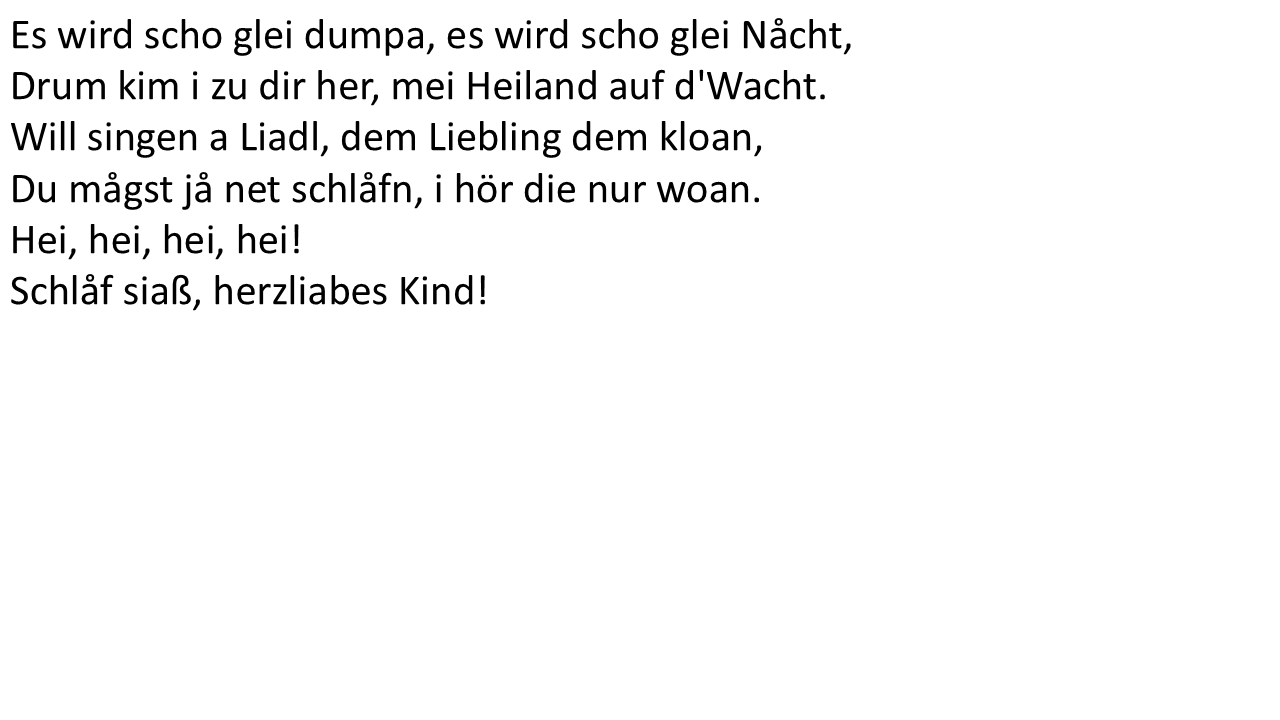 Es wird scho glei dumpa, es wird scho glei Nåcht,
Drum kim i zu dir her, mei Heiland auf d'Wacht.
Will singen a Liadl, dem Liebling dem kloan,
Du mågst jå net schlåfn, i hör die nur woan.
Hei, hei, hei, hei!
Schlåf siaß, herzliabes Kind!